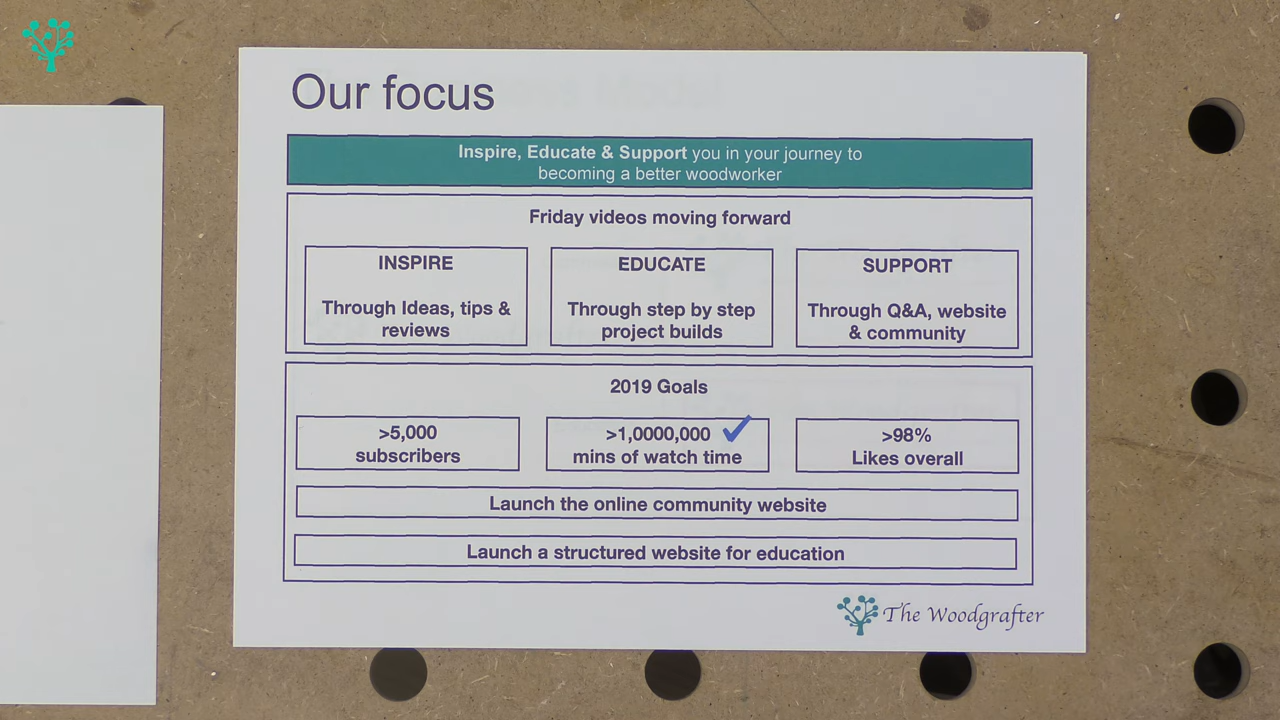 Our focus
Inspire, Educate & Support you in your journey to
becoming a better woodworker
Friday videos moving forward
INSPIRE
Through Ideas, tips &
reviews
EDUCATE
Through step by step
project builds
SUPPORT
Through Q&A, website
& community
2019 Goals
>5,000
subscribers
>1,0000,000
mins of watch time
>98%
Likes overall
Launch the online community website
Launch a structured website for education
The Woodgrafter